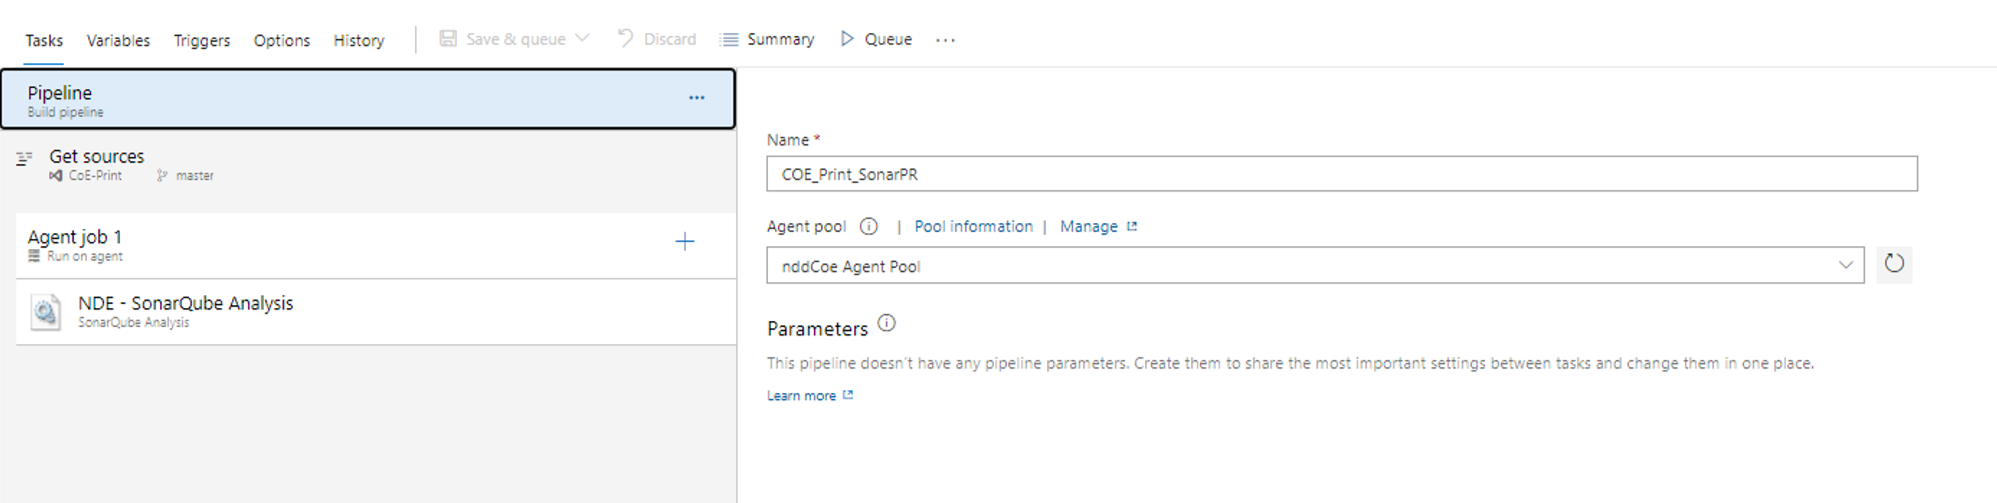 Tasks Variables Triggers Options History Save & queue Discard Summary Queue ...
Pipeline ...
Build pipeline
Get sources
CoE-Print master
Agent job 1
Run on agent
NDE - SonarQube Analysis
SonarQube Analysis
Name *
COE_Print_SonarPR
Agent pool | Pool information | Manage
nddCoe Agent Pool
Parameters
This pipeline doesn't have any pipeline parameters. Create them to share the most important settings between tasks and change them in one place.
Learn more